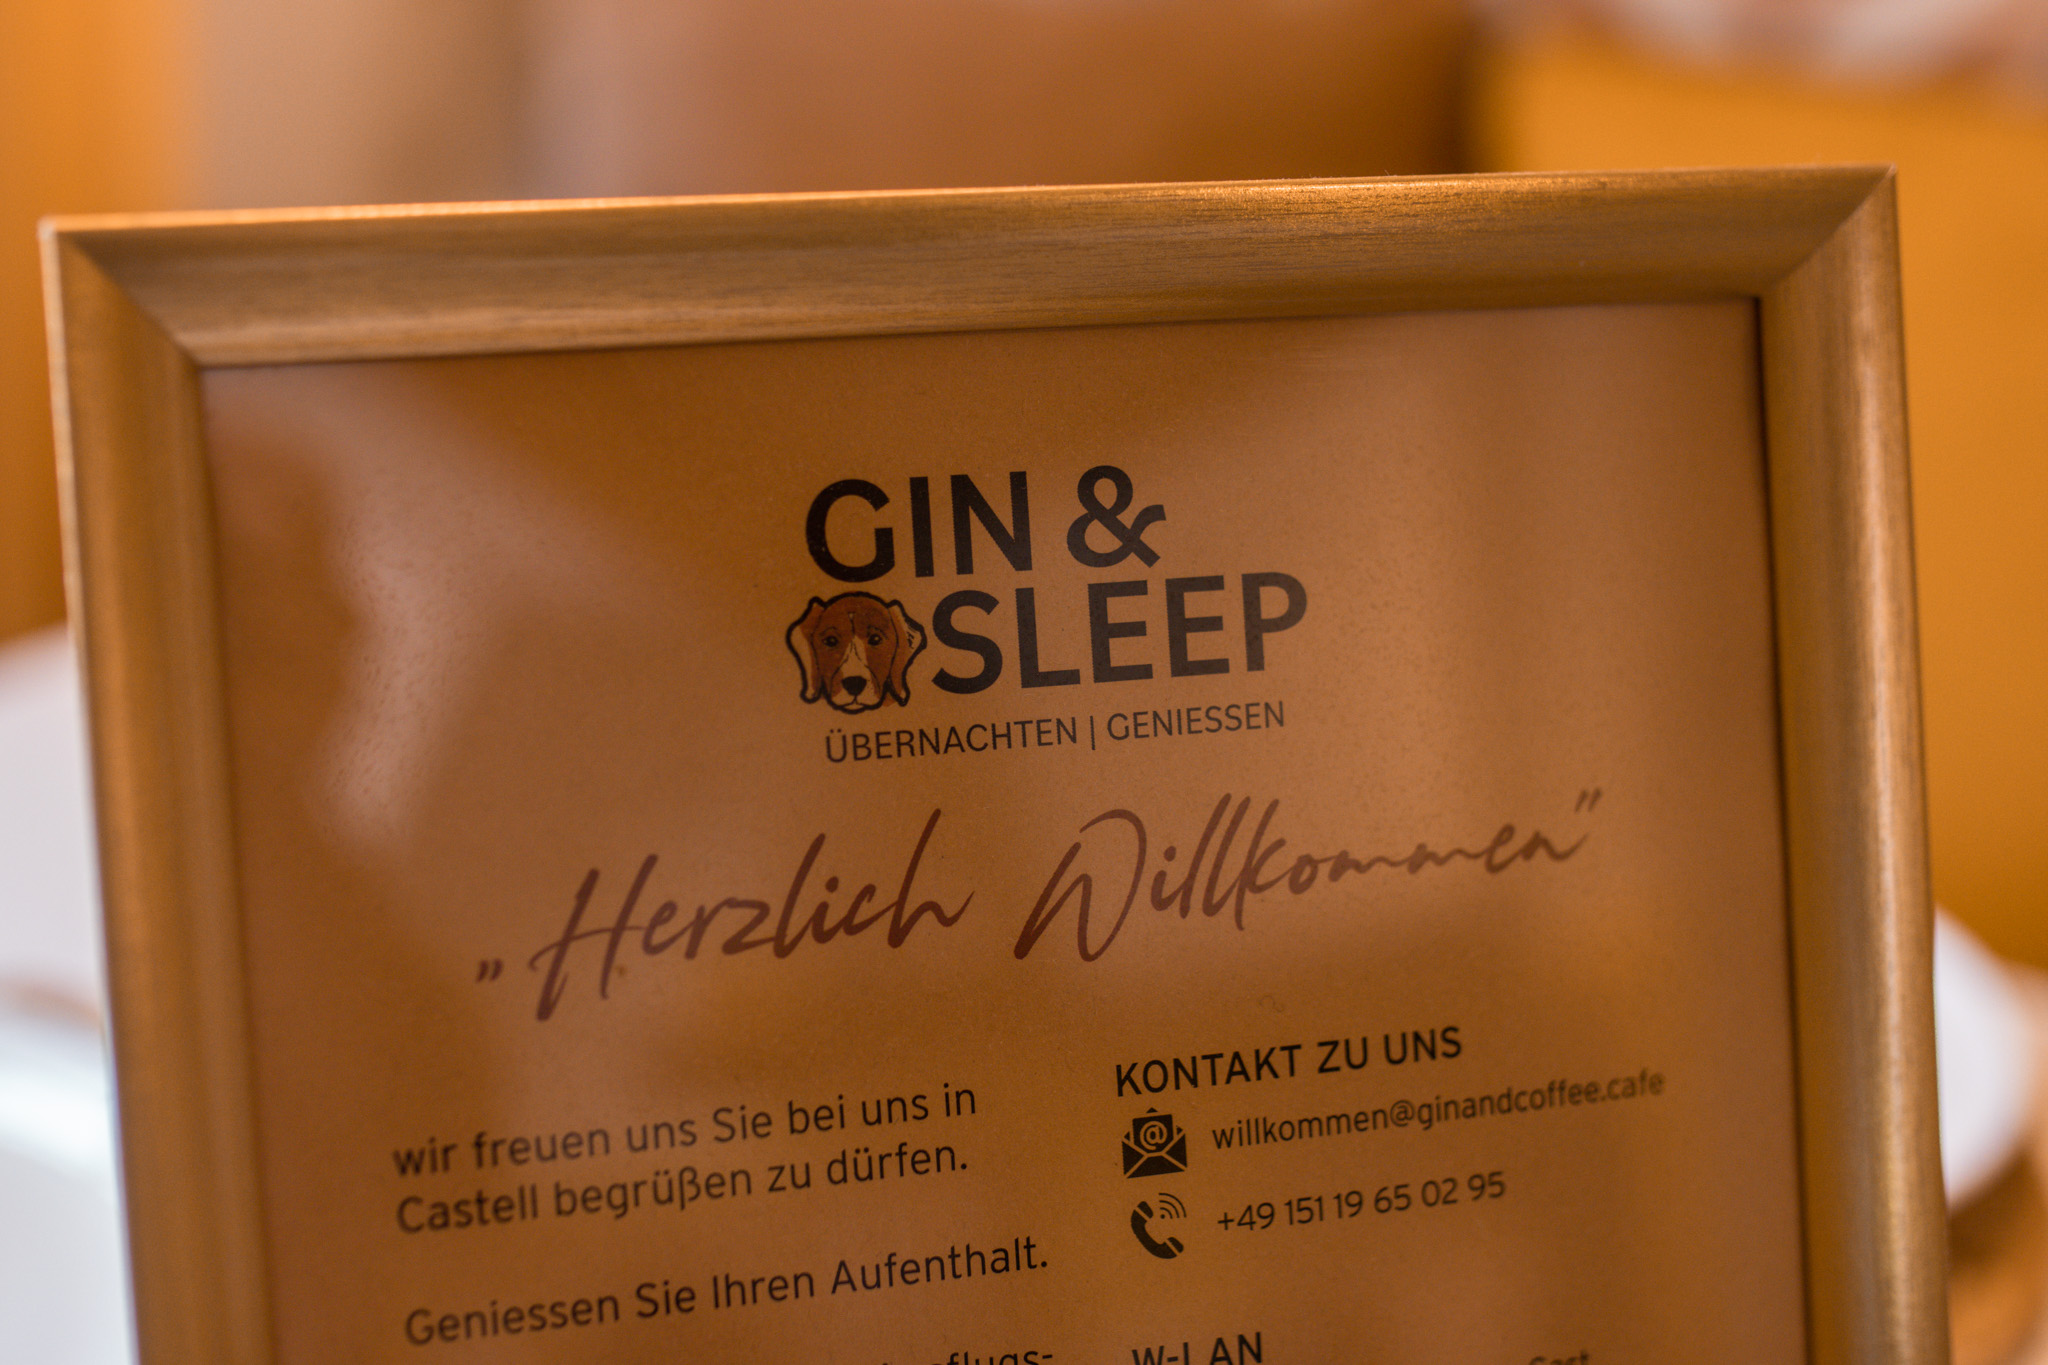 GIN &
SLEEP
ÜBERNACHTEN | GENIESSEN
„Herzlich Willkommen"
wir freuen uns Sie bei uns in
Castell begrüßen zu dürfen.
Geniessen Sie Ihren Aufenthalt.
KONTAKT ZU UNS
willkommen@ginandcoffee.cafe
+49 151 19 65 02 95
W-LAN